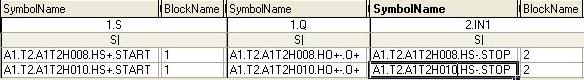 SymbolName BlockName SymbolName SymbolName BlockName
1.S 1.Q 2.IN1
S| S| S|
A1.T2.A1T2H008.HS+.START 1 A1.T2.A1T2H008.HO+-.O+ A1.T2.A1T2H008.HS-.STOP 2
A1.T2.A1T2H010.HS+.START 1 A1.T2.A1T2H010.HO+-.O+ A1.T2.A1T2H010.HS-.STOP 2